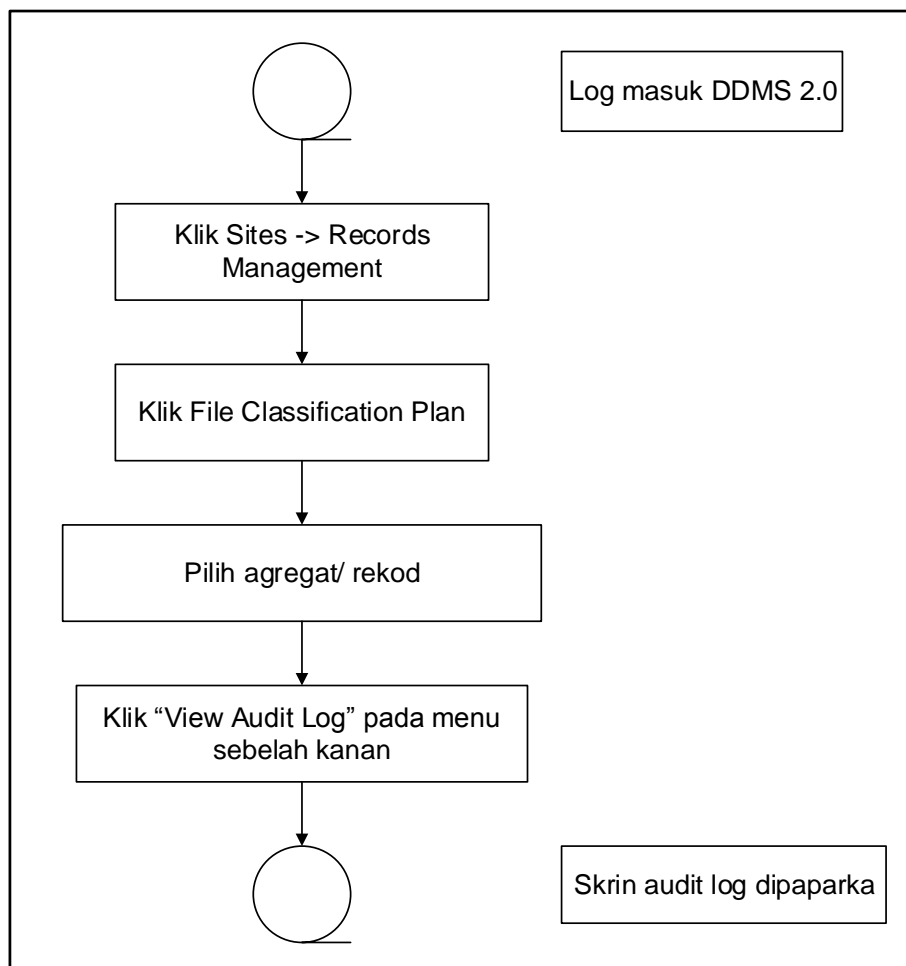 Log masuk DDMS 2.0
Klik Sites -> Records
Management
Klik File Classification Plan
Pilih agregat/ rekod
Klik “View Audit Log” pada menu
sebelah kanan
Skrin audit log dipaparka